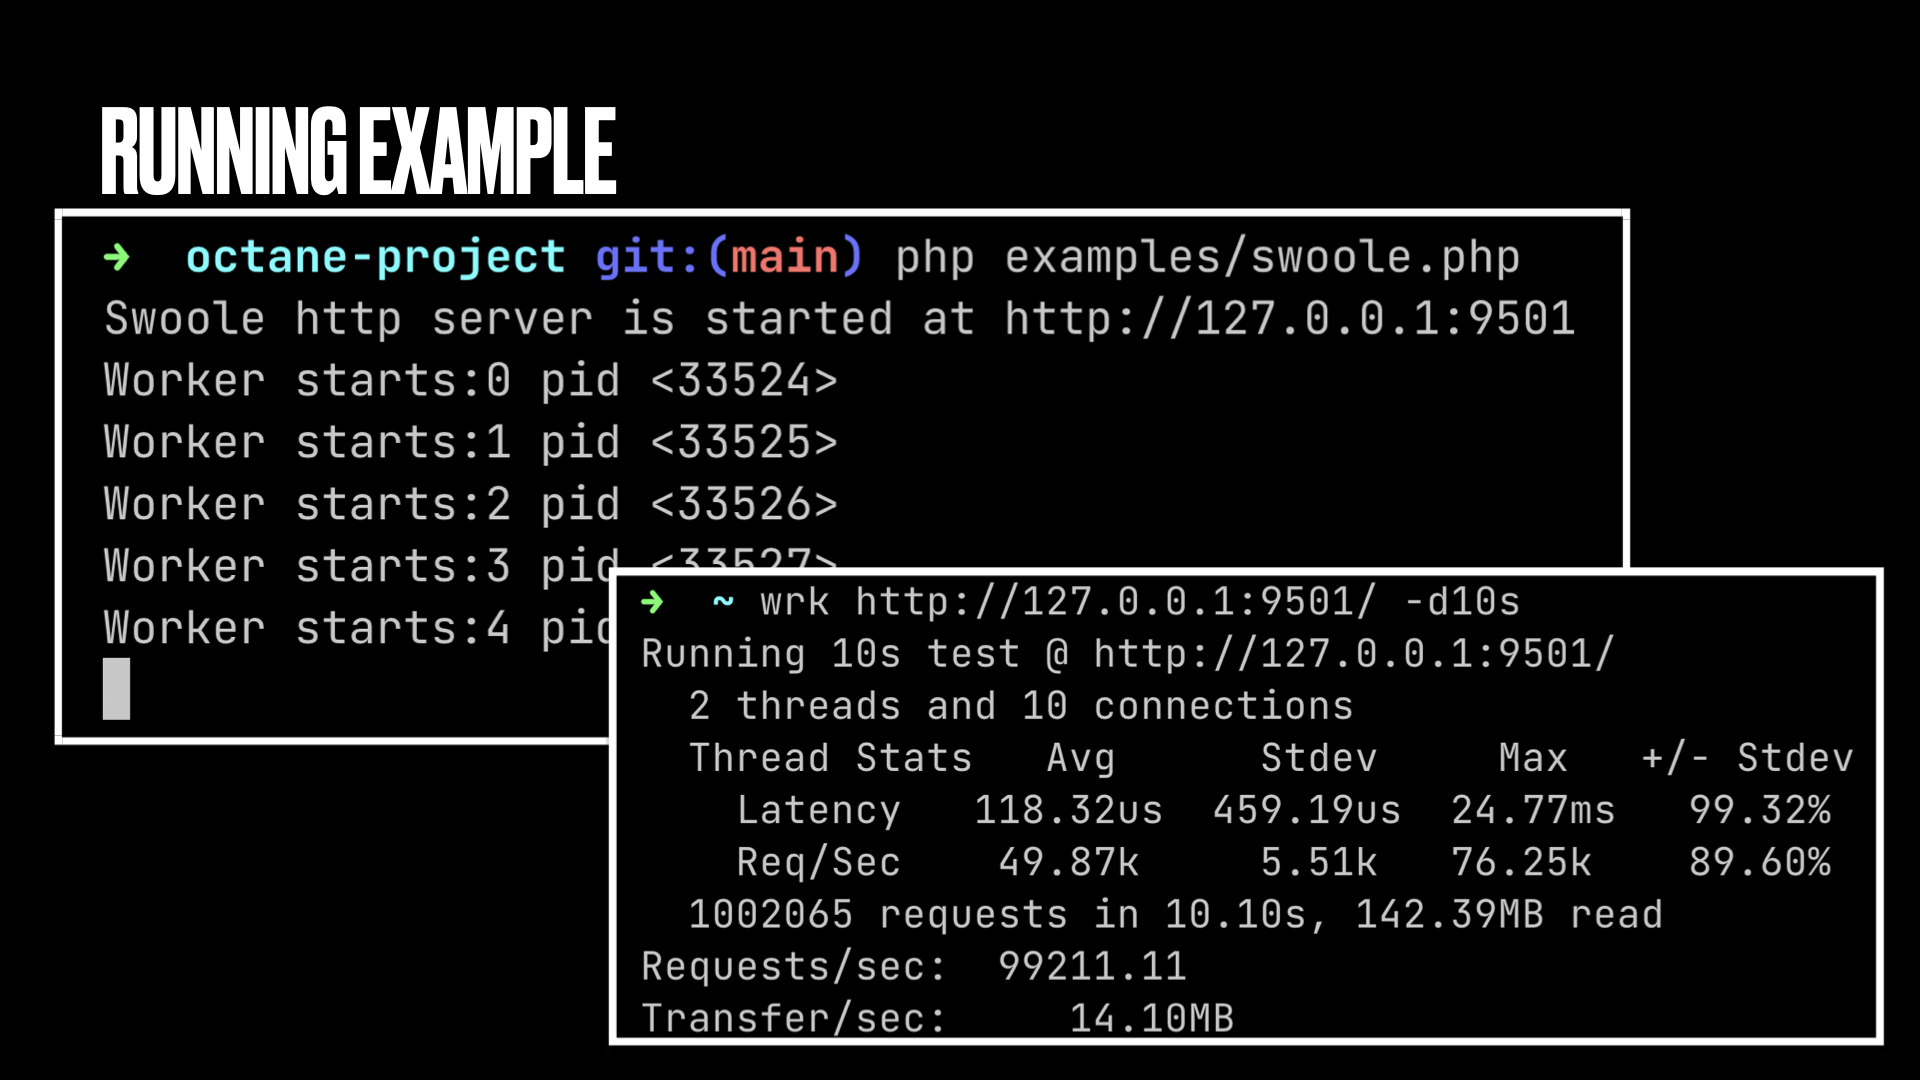 RUNNING EXAMPLE
➜ octane-project git:(main) php examples/swoole.php
Swoole http server is started at http://127.0.0.1:9501
Worker starts:0 pid <33524>
Worker starts:1 pid <33525>
Worker starts:2 pid <33526>
Worker starts:3 pid <33527>
Worker starts:4 pid
➜ ~ wrk http://127.0.0.1:9501/ -d10s
Running 10s test @ http://127.0.0.1:9501/
2 threads and 10 connections
Thread Stats Avg Stdev Max +/- Stdev
Latency 118.32us 459.19us 24.77ms 99.32%
Req/Sec 49.87k 5.51k 76.25k 89.60%
1002065 requests in 10.10s, 142.39MB read
Requests/sec: 99211.11
Transfer/sec: 14.10MB